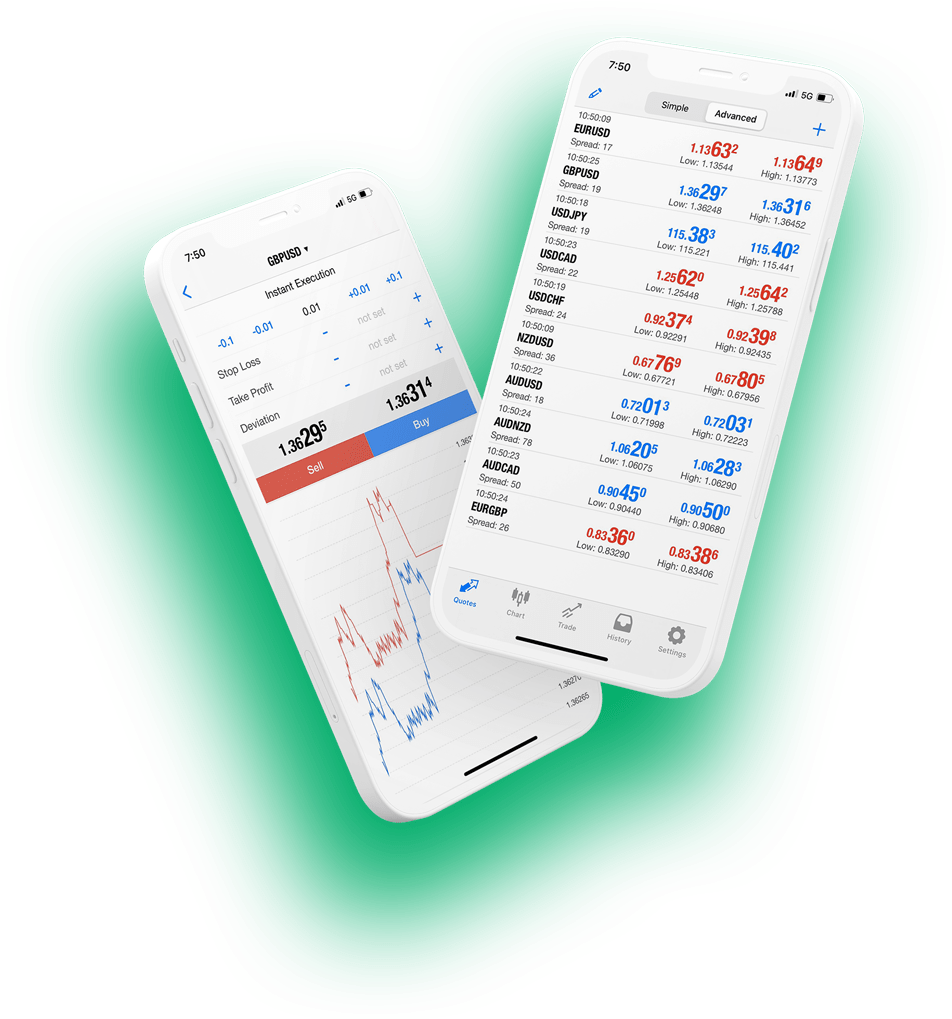 7:50
5G
GBPUSD ▾
Instant Execution
-0.1 -0.01 0.01 +0.01 +0.1
Stop Loss - not set +
Take Profit - not set +
Deviation - not set +
1.36295 1.36314
Sell Buy
1.36270
1.36265
7:50
5G
Simple Advanced
10:50:09
EURUSD 1.13632 1.13649
Spread: 17 Low: 1.13544 High: 1.13773
10:50:25
GBPUSD 1.36297 1.36316
Spread: 19 Low: 1.36248 High: 1.36452
10:50:18
USDJPY 115.383 115.402
Spread: 19 Low: 115.221 High: 115.441
10:50:23
USDCAD 1.25620 1.25642
Spread: 22 Low: 1.25448 High: 1.25788
10:50:19
USDCHF 0.92374 0.92398
Spread: 24 Low: 0.92291 High: 0.92435
10:50:09
NZDUSD 0.67769 0.67805
Spread: 36 Low: 0.67721 High: 0.67956
10:50:22
AUDUSD 0.72013 0.72031
Spread: 18 Low: 0.71998 High: 0.72223
10:50:24
AUDNZD 1.06205 1.06283
Spread: 78 Low: 1.06075 High: 1.06290
10:50:23
AUDCAD 0.90450 0.90500
Spread: 50 Low: 0.90440 High: 0.90680
10:50:24
EURGBP 0.83360 0.83386
Spread: 26 Low: 0.83290 High: 0.83406
Quotes Chart Trade History Settings